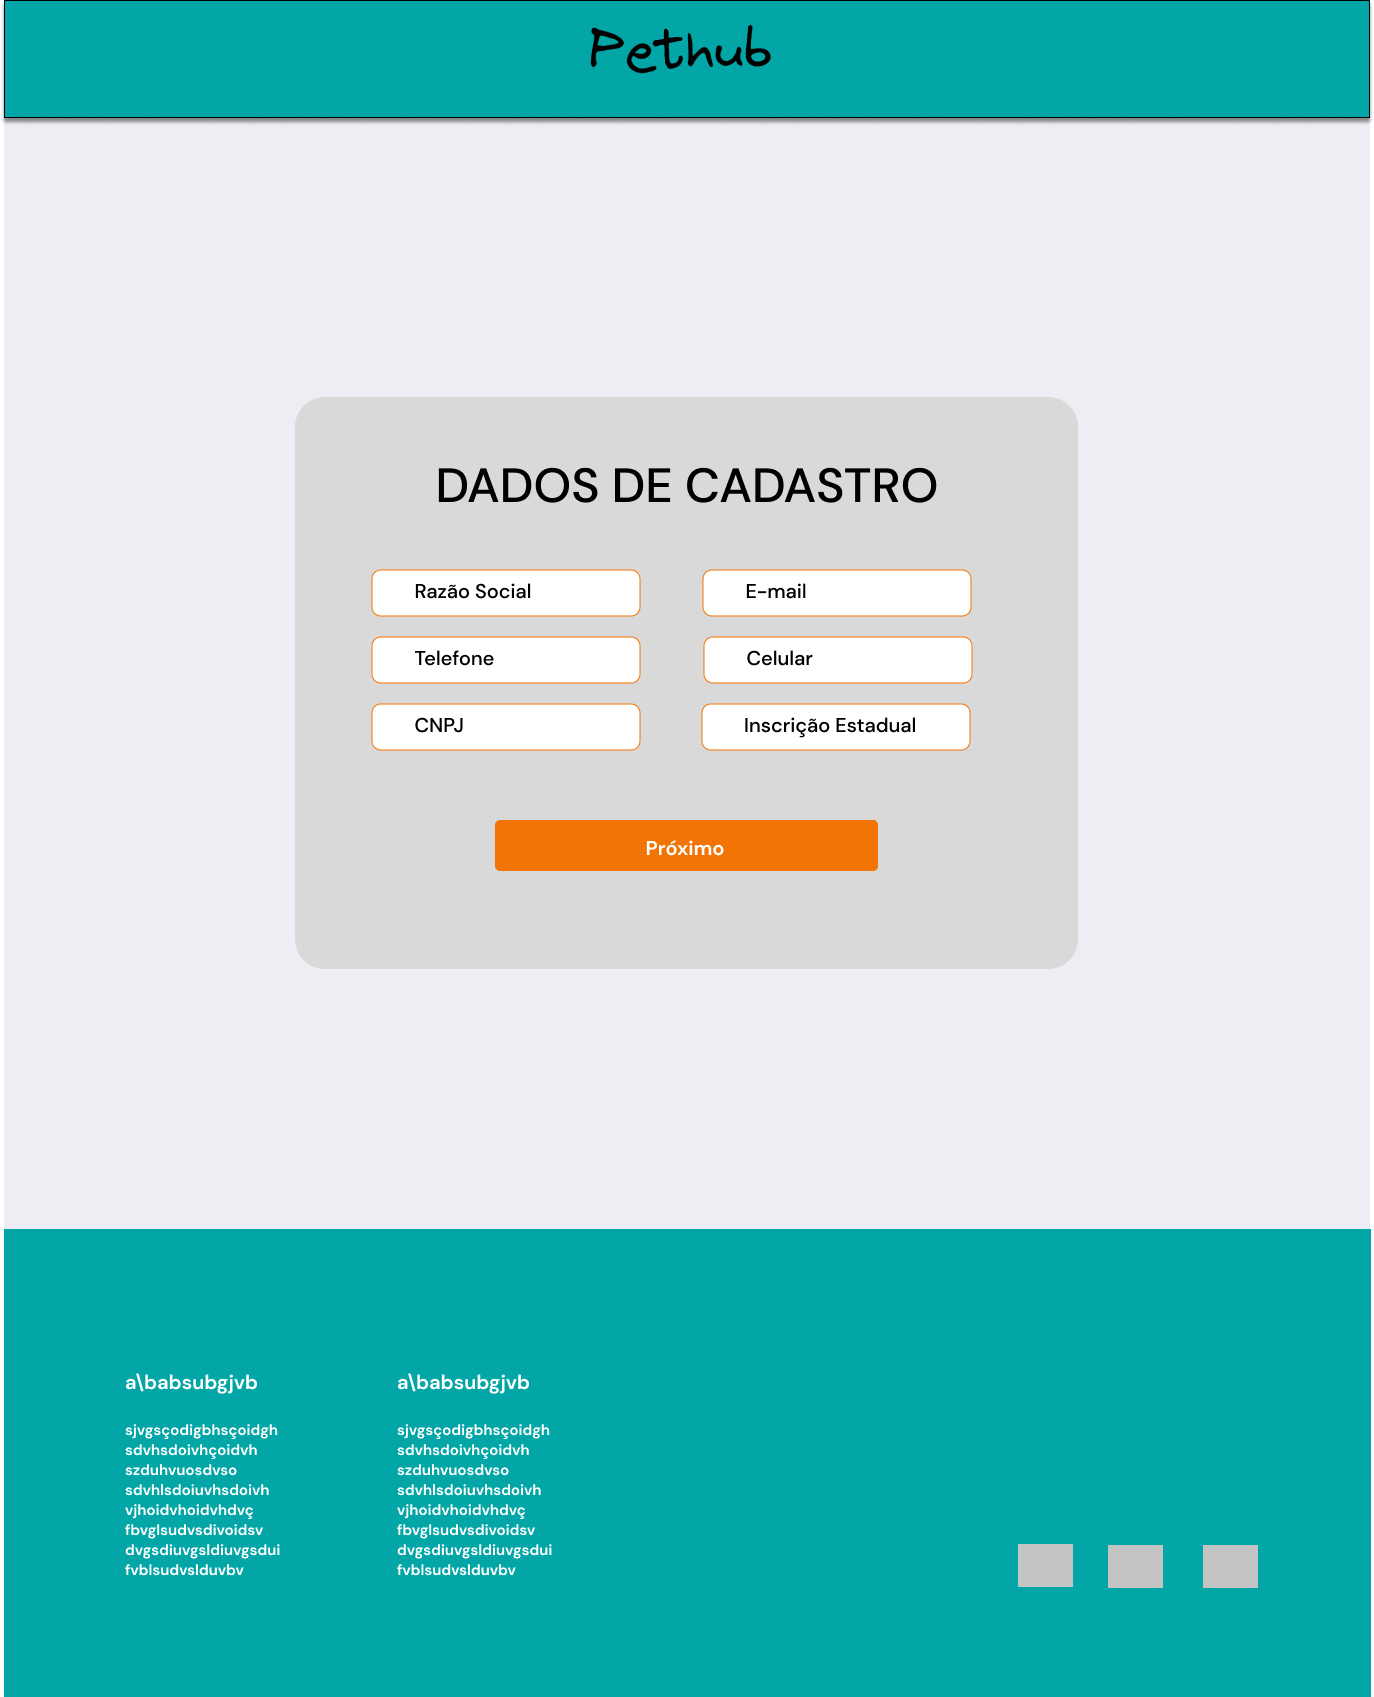 Pethub
DADOS DE CADASTRO
Razão Social
E-mail
Telefone
Celular
CNPJ
Inscrição Estadual
Próximo
a\babsubgjvb
sjvgsçodigbhsçoidgh
sdvhsdoivhçoidvh
szduhvuosdvso
sdvhlsdoiuvhsdoivh
vjhoidvhoidvhdvç
fbvglsudvsdivoidsv
dvgsdiuvgsldiuvgsdui
fvblsudvslduvbv
a\babsubgjvb
sjvgsçodigbhsçoidgh
sdvhsdoivhçoidvh
szduhvuosdvso
sdvhlsdoiuvhsdoivh
vjhoidvhoidvhdvç
fbvglsudvsdivoidsv
dvgsdiuvgsldiuvgsdui
fvblsudvslduvbv